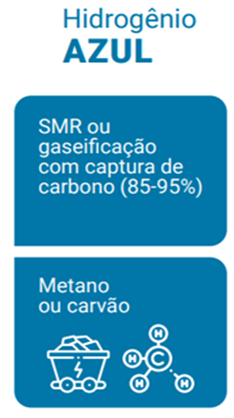 Hidrogênio
AZUL
SMR ou
gaseificação
com captura de
carbono (85-95%)
Metano
ou carvão
H
H
C
H
H